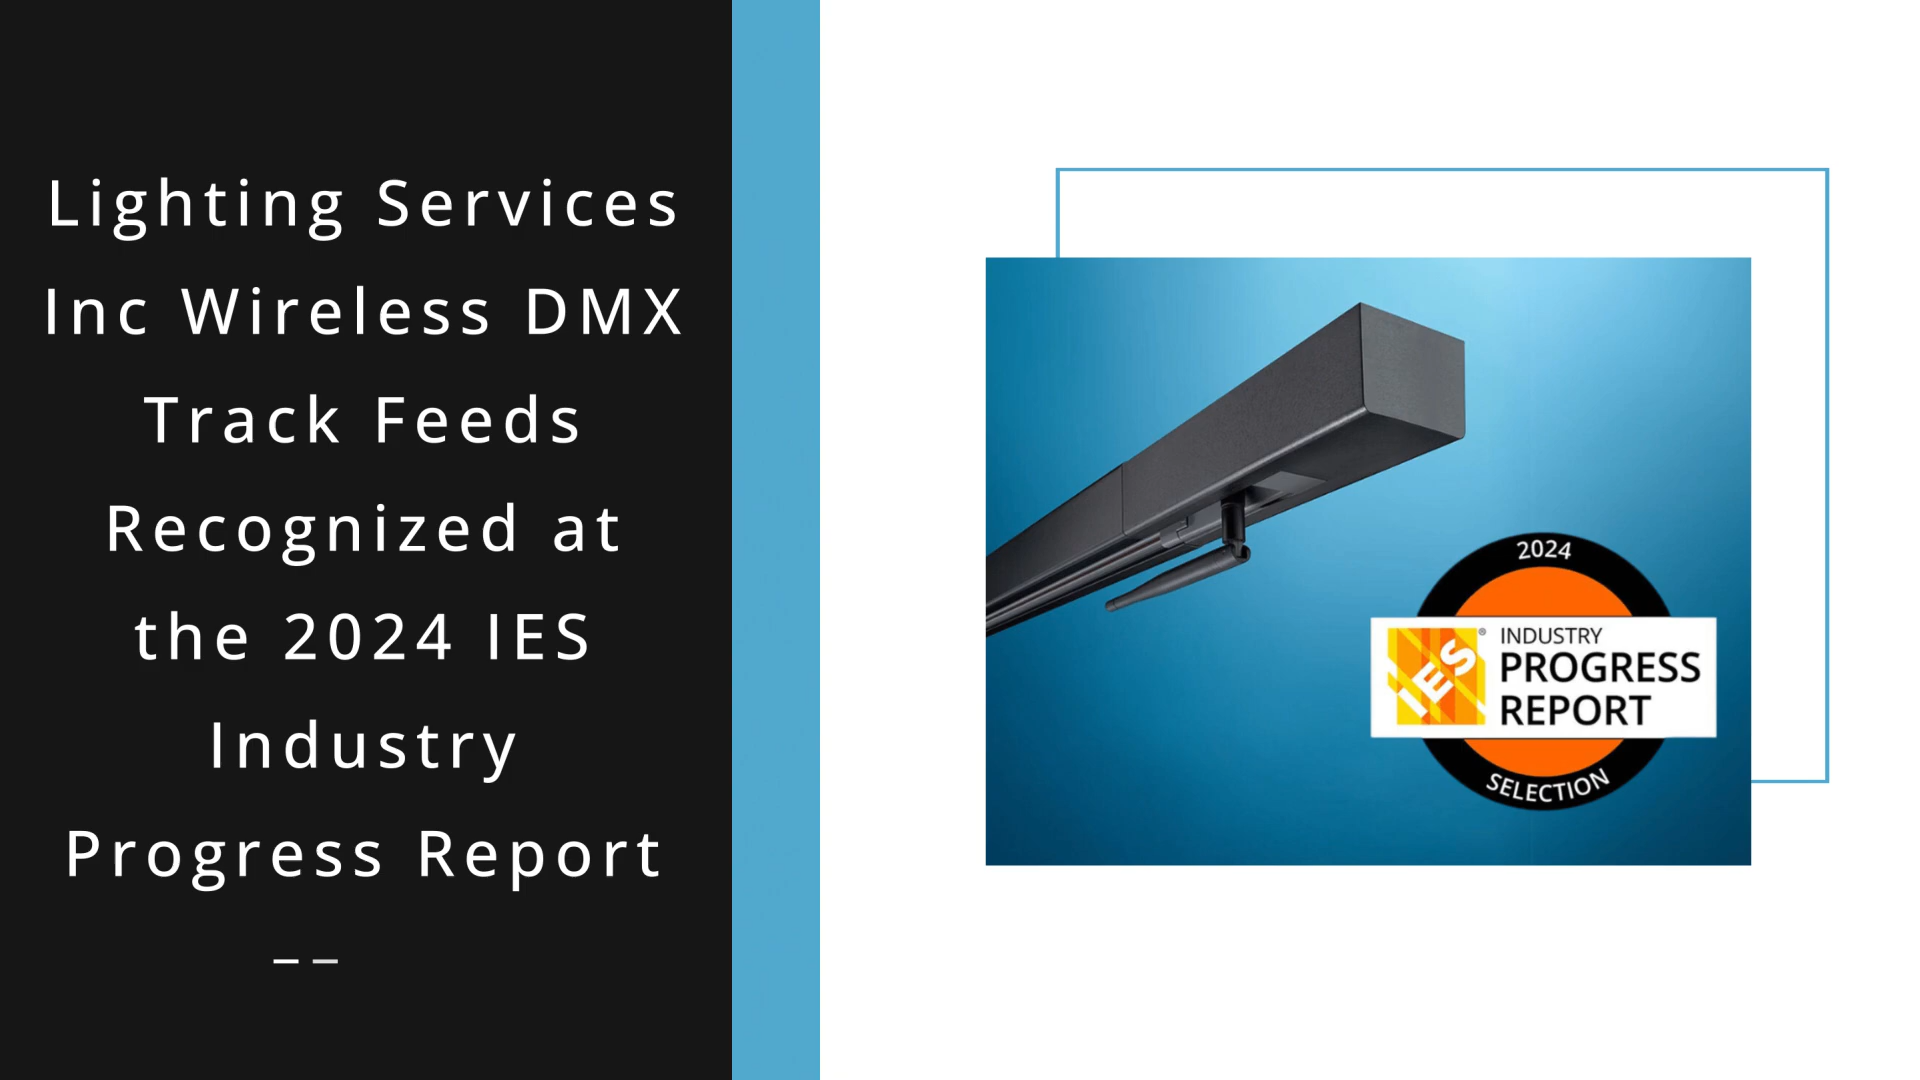 Lighting Services
Inc Wireless DMX
Track Feeds
Recognized at
the 2024 IES
Industry
Progress Report
2024
IES®
INDUSTRY
PROGRESS
REPORT
SELECTION